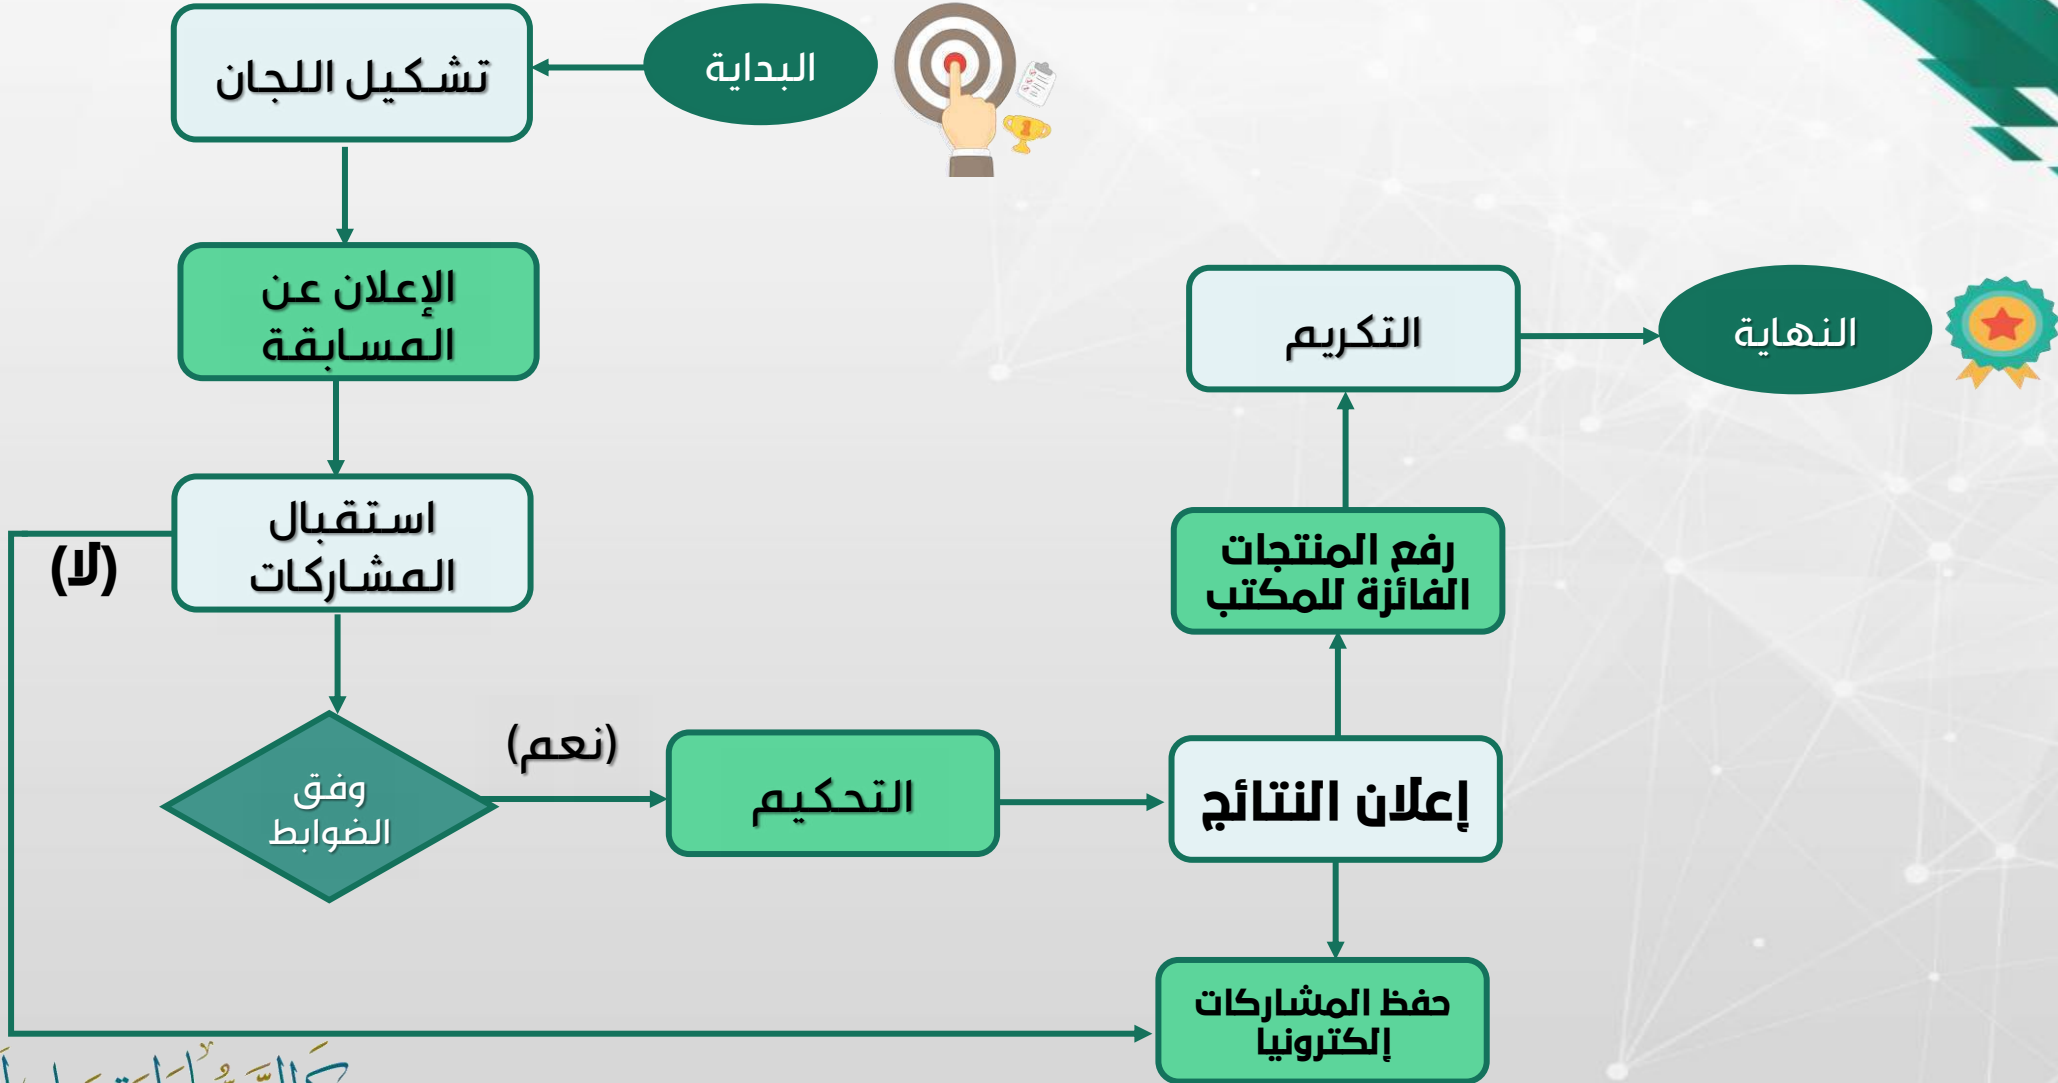 البداية
تشكيل اللجان
الإعلان عن
المسابقة
استقبال
المشاركات
(لا)
وفق
الضوابط
(نعم)
التحكيم
إعلان النتائج
رفع المنتجات
الفائزة للمكتب
التكريم
النهاية
حفظ المشاركات
إلكترونيا